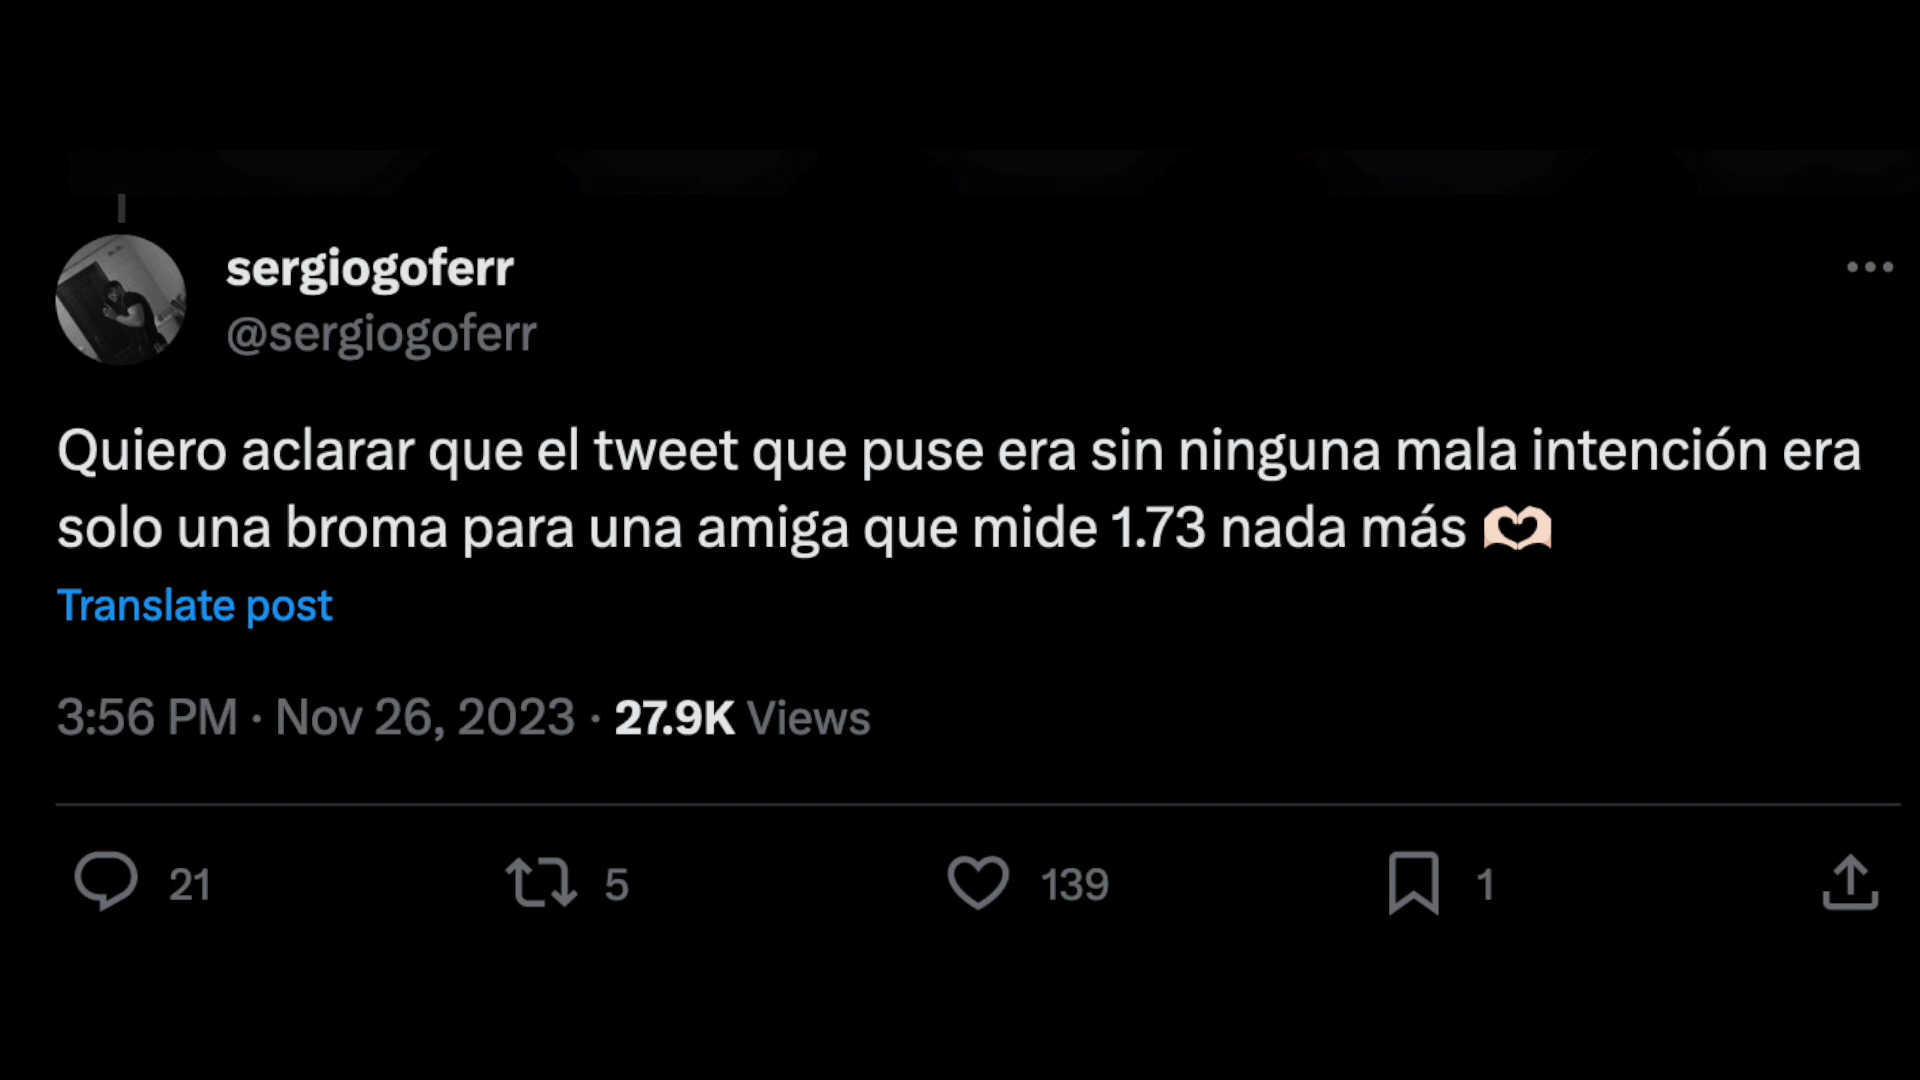 sergiogoferr
@sergiogoferr
Quiero aclarar que el tweet que puse era sin ninguna mala intención era
solo una broma para una amiga que mide 1.73 nada más 🫶🏻
Translate post
3:56 PM · Nov 26, 2023 · 27.9K Views
21 5 139 1